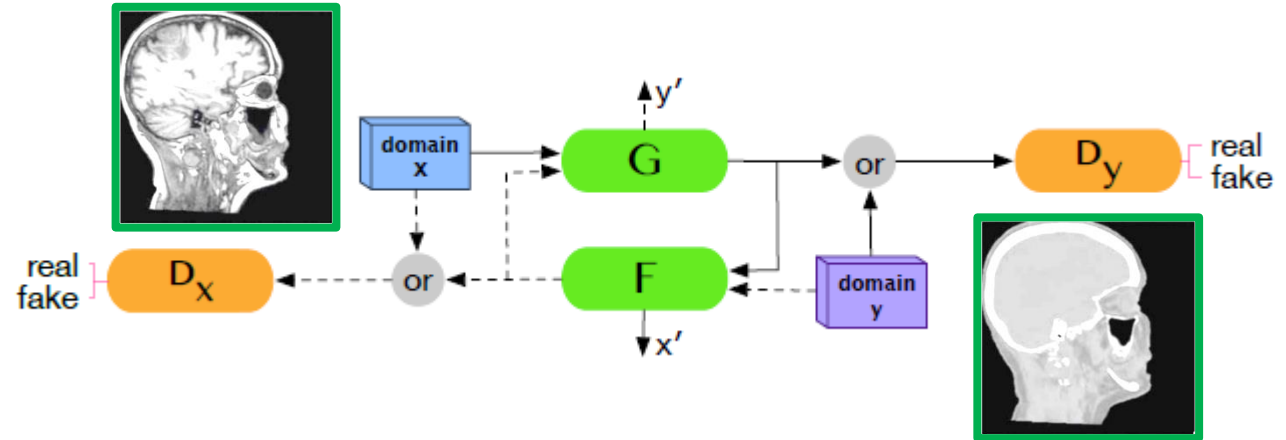 y′
domain
x
G
or
D y
real
fake
real
fake
D x
or
F
domain
y
x′